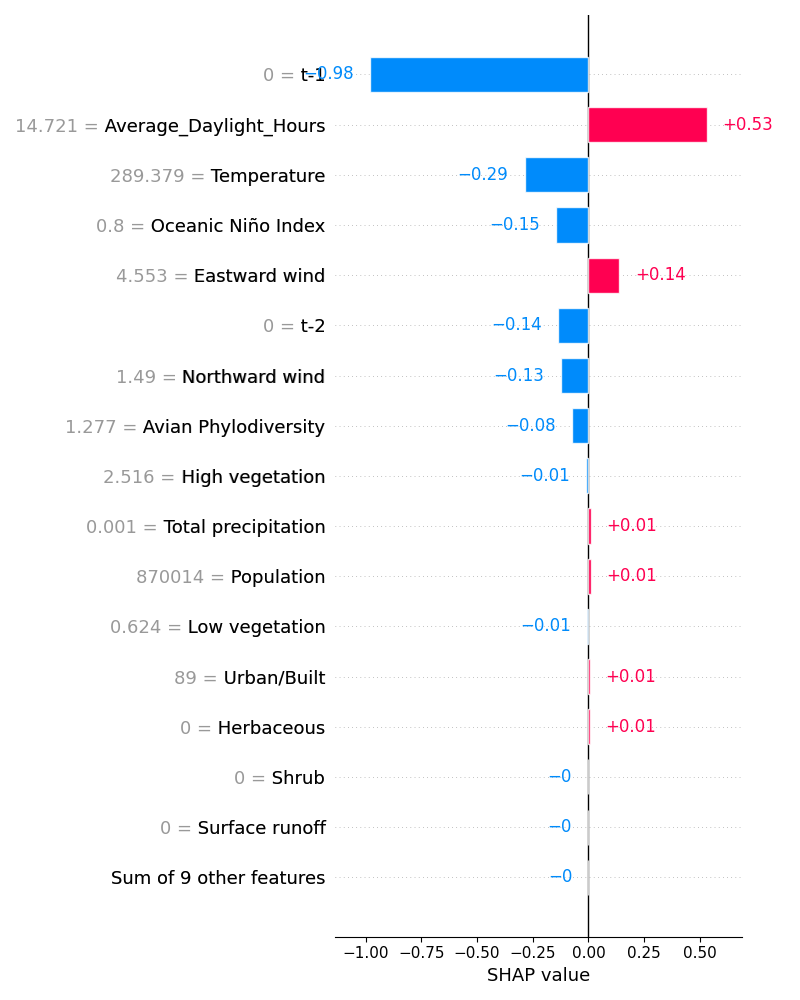 0 = t-1 −0.98
14.721 = Average_Daylight_Hours +0.53
289.379 = Temperature −0.29
0.8 = Oceanic Niño Index −0.15
4.553 = Eastward wind +0.14
0 = t-2 −0.14
1.49 = Northward wind −0.13
1.277 = Avian Phylodiversity −0.08
2.516 = High vegetation −0.01
0.001 = Total precipitation +0.01
870014 = Population +0.01
0.624 = Low vegetation −0.01
89 = Urban/Built +0.01
0 = Herbaceous +0.01
0 = Shrub −0
0 = Surface runoff −0
Sum of 9 other features −0
−1.00 −0.75 −0.50 −0.25 0.00 0.25 0.50
SHAP value